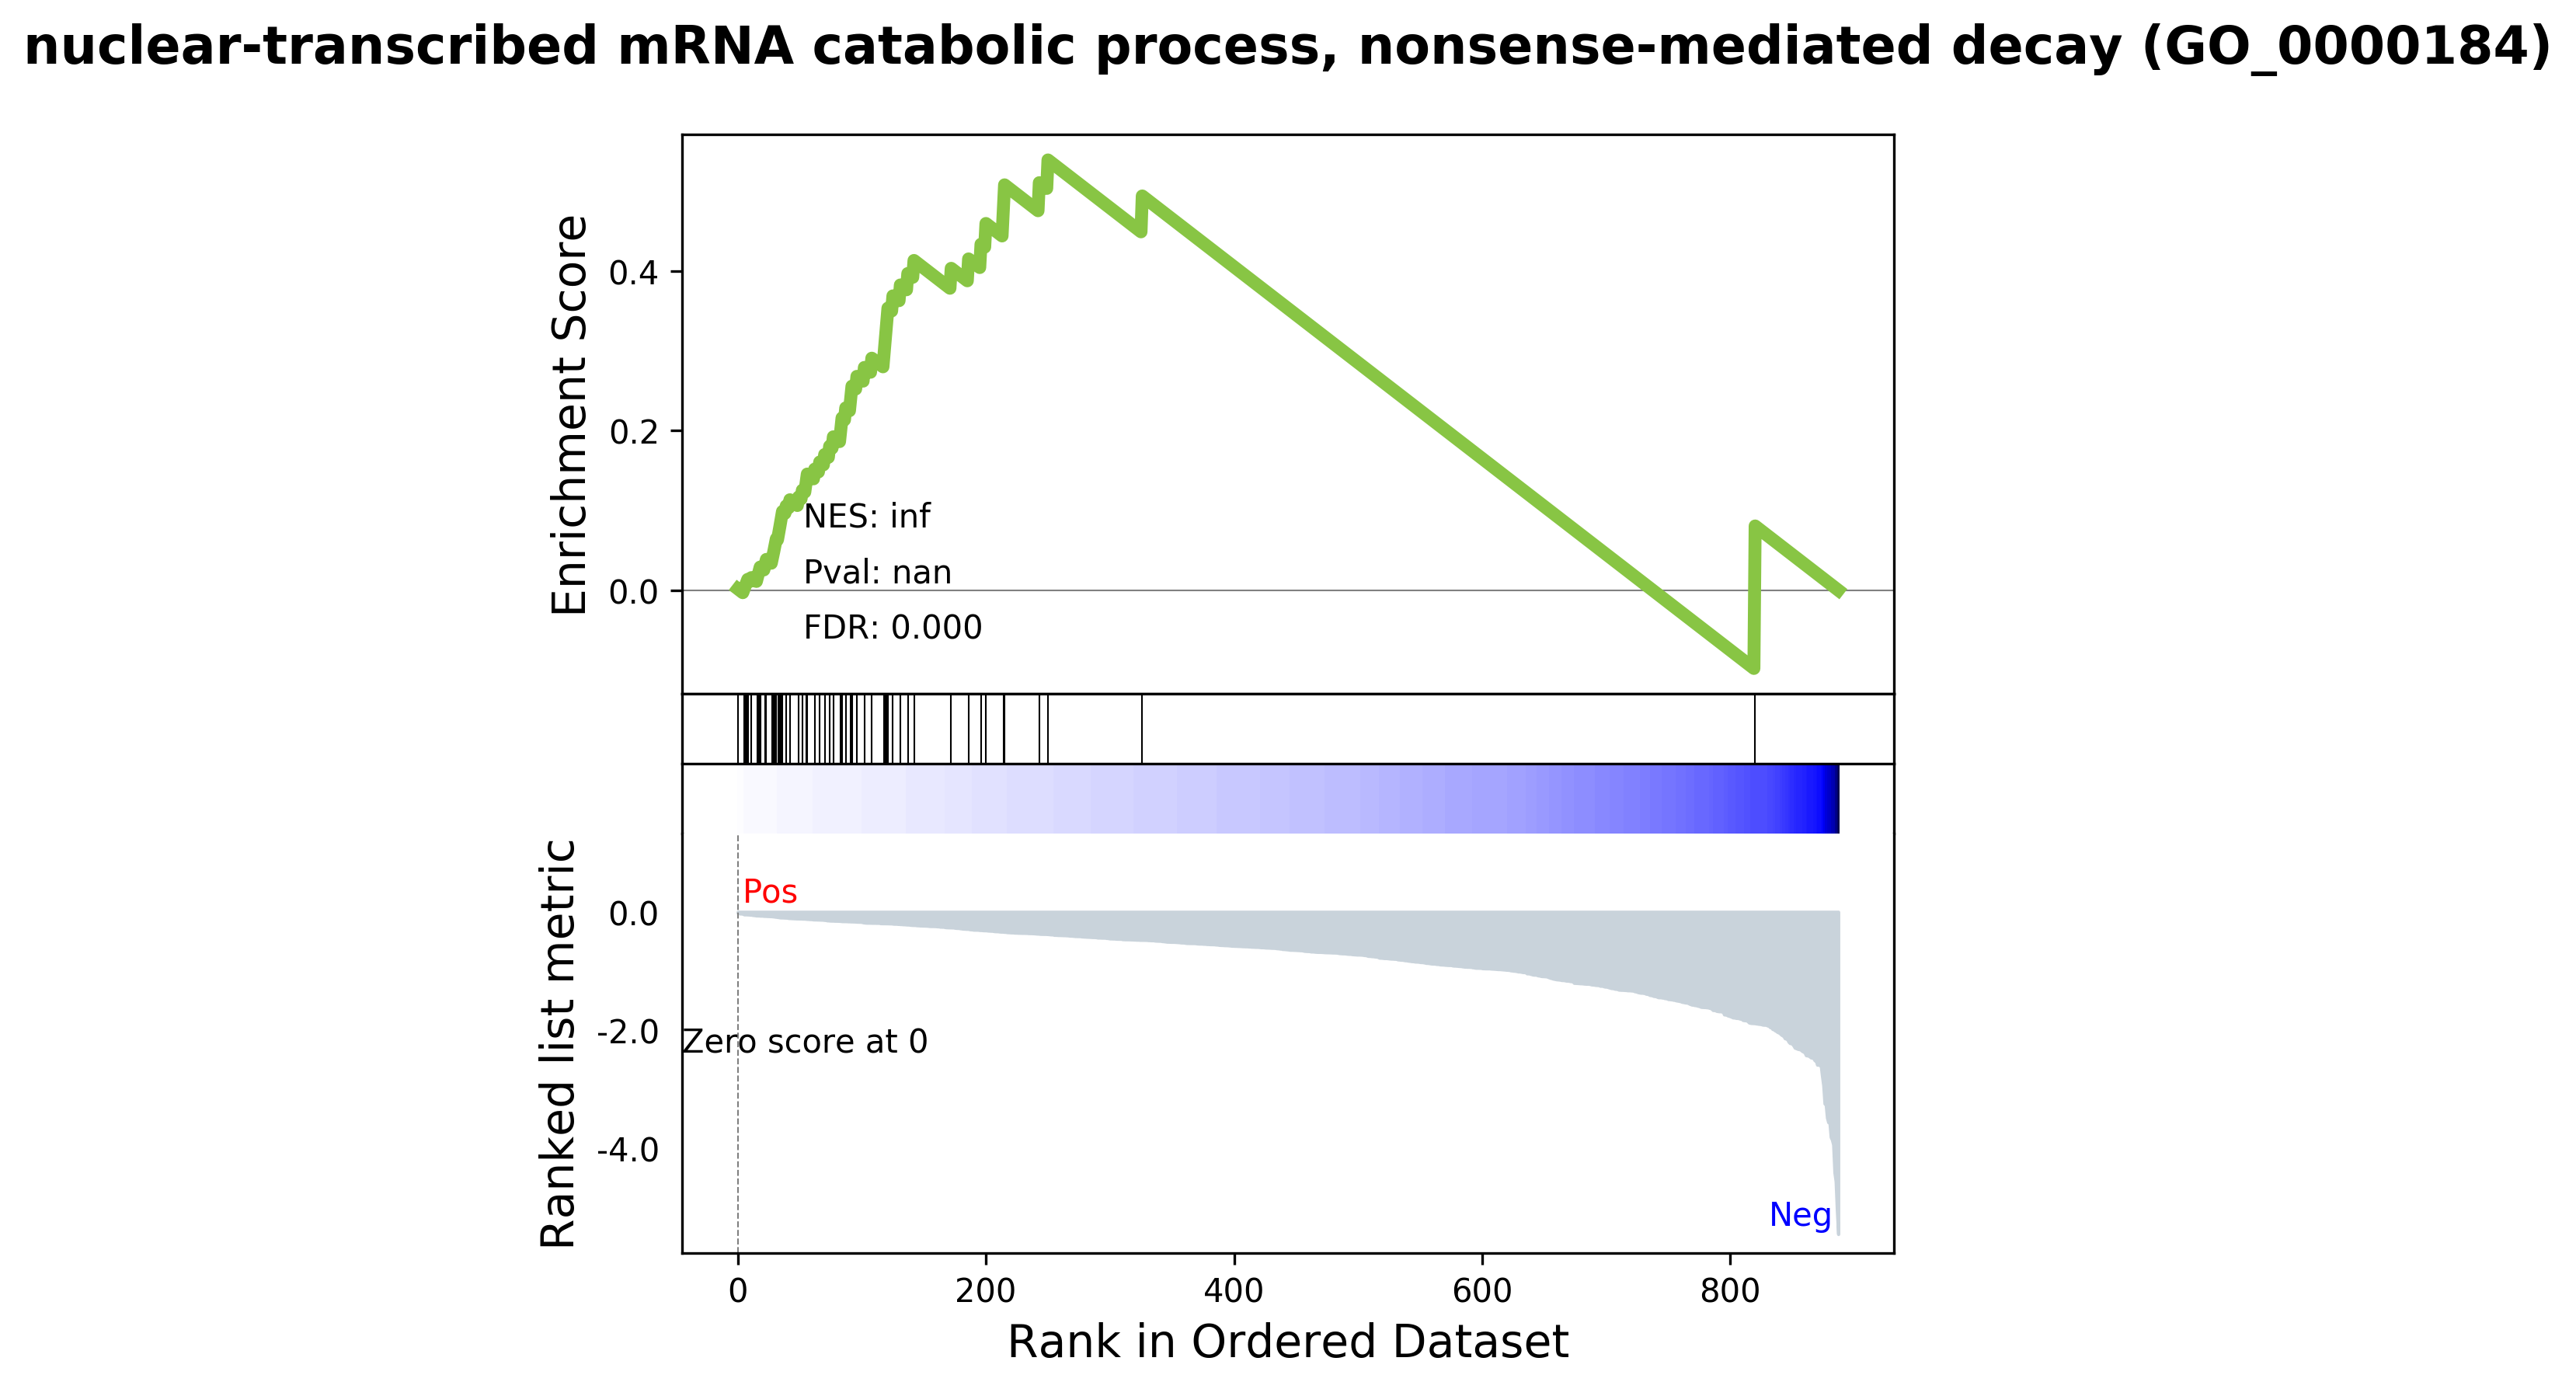 nuclear-transcribed mRNA catabolic process, nonsense-mediated decay (GO_0000184)
Enrichment Score
0.4
0.2
0.0
NES: inf
Pval: nan
FDR: 0.000
Ranked list metric
Pos
0.0
-2.0
Zero score at 0
-4.0
Neg
0 200 400 600 800
Rank in Ordered Dataset